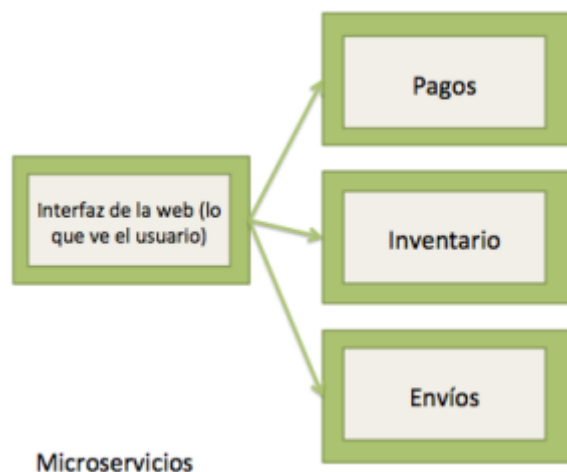 Pagos
Interfaz de la web (lo
que ve el usuario)
Inventario
Envíos
Microservicios